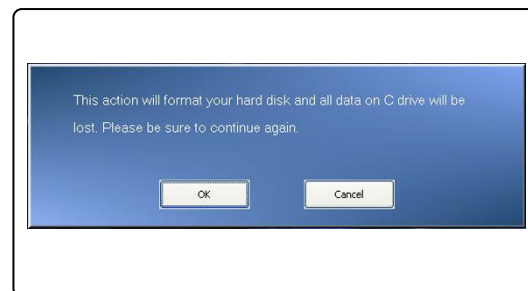 This action will format your hard disk and all data on C drive will be
lost. Please be sure to continue again.
OK
Cancel